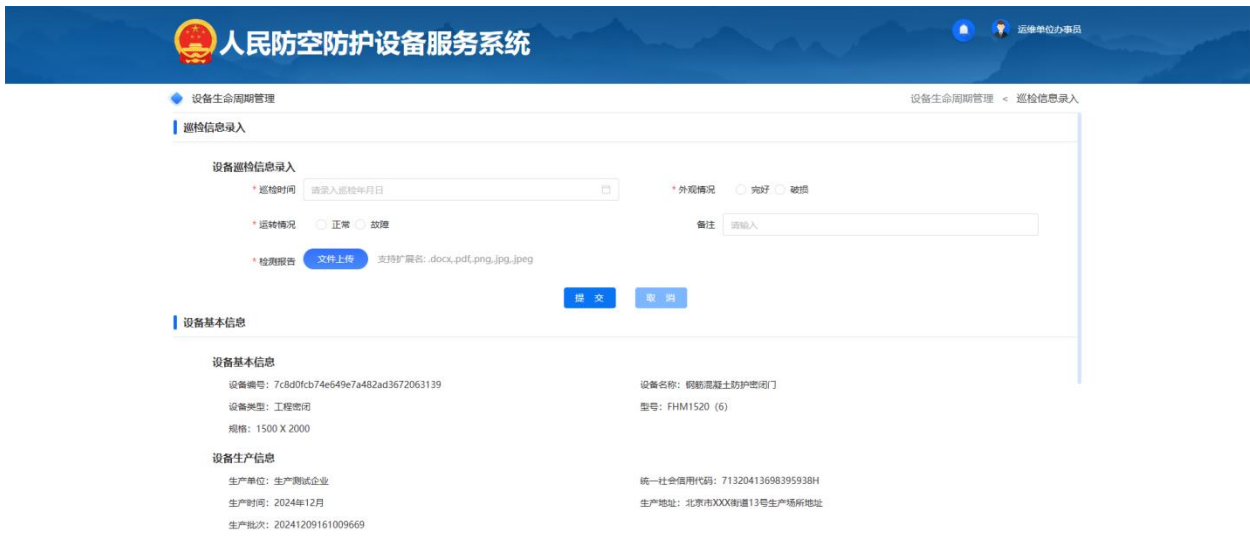 人民防空防护设备服务系统
运维单位办事员
设备生命周期管理
设备生命周期管理 < 巡检信息录入
巡检信息录入
设备巡检信息录入
* 巡检时间 请录入巡检年月日 * 外观情况 完好 破损
* 运转情况 正常 故障 备注 请输入
* 检测报告 文件上传 支持扩展名: .docx,.pdf,.png,.jpg,.jpeg
提 交 取 消
设备基本信息
设备基本信息
设备编号: 7c8d0fcb74e649e7a482ad3672063139 设备名称: 钢筋混凝土防护密闭门
设备类型: 工程密闭 型号: FHM1520（6）
规格: 1500 X 2000
设备生产信息
生产单位: 生产测试企业 统一社会信用代码: 71320413698395938H
生产时间: 2024年12月 生产地址: 北京市XXX街道13号生产场所地址
生产批次: 20241209161009669